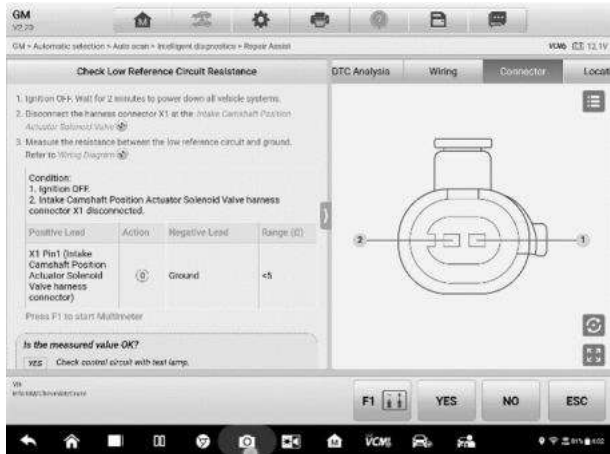 GM
V2.70
GM > Automatic selection > Auto scan > Intelligent diagnostics > Repair Assist
VCMI 12.1V
Check Low Reference Circuit Resistance
DTC Analysis
Wiring
Connector
Locat
1. Ignition OFF. Wait for 2 minutes to power down all vehicle systems.
2. Disconnect the harness connector X1 at the Intake Camshaft Position
Actuator Solenoid Valve
3. Measure the resistance between the low reference circuit and ground.
Refer to Wiring Diagram
Condition:
1. Ignition OFF.
2. Intake Camshaft Position Actuator Solenoid Valve harness
connector X1 disconnected.
Positive Lead Action Negative Lead Range (Ω)
X1 Pin1 (Intake
Camshaft Position
Actuator Solenoid
Valve harness
connector)
Ω
Ground
<5
Press F1 to start Multimeter
Is the measured value OK?
YES Check control circuit with test lamp.
2
1
F1
YES
NO
ESC
VCMI
81% 4:02